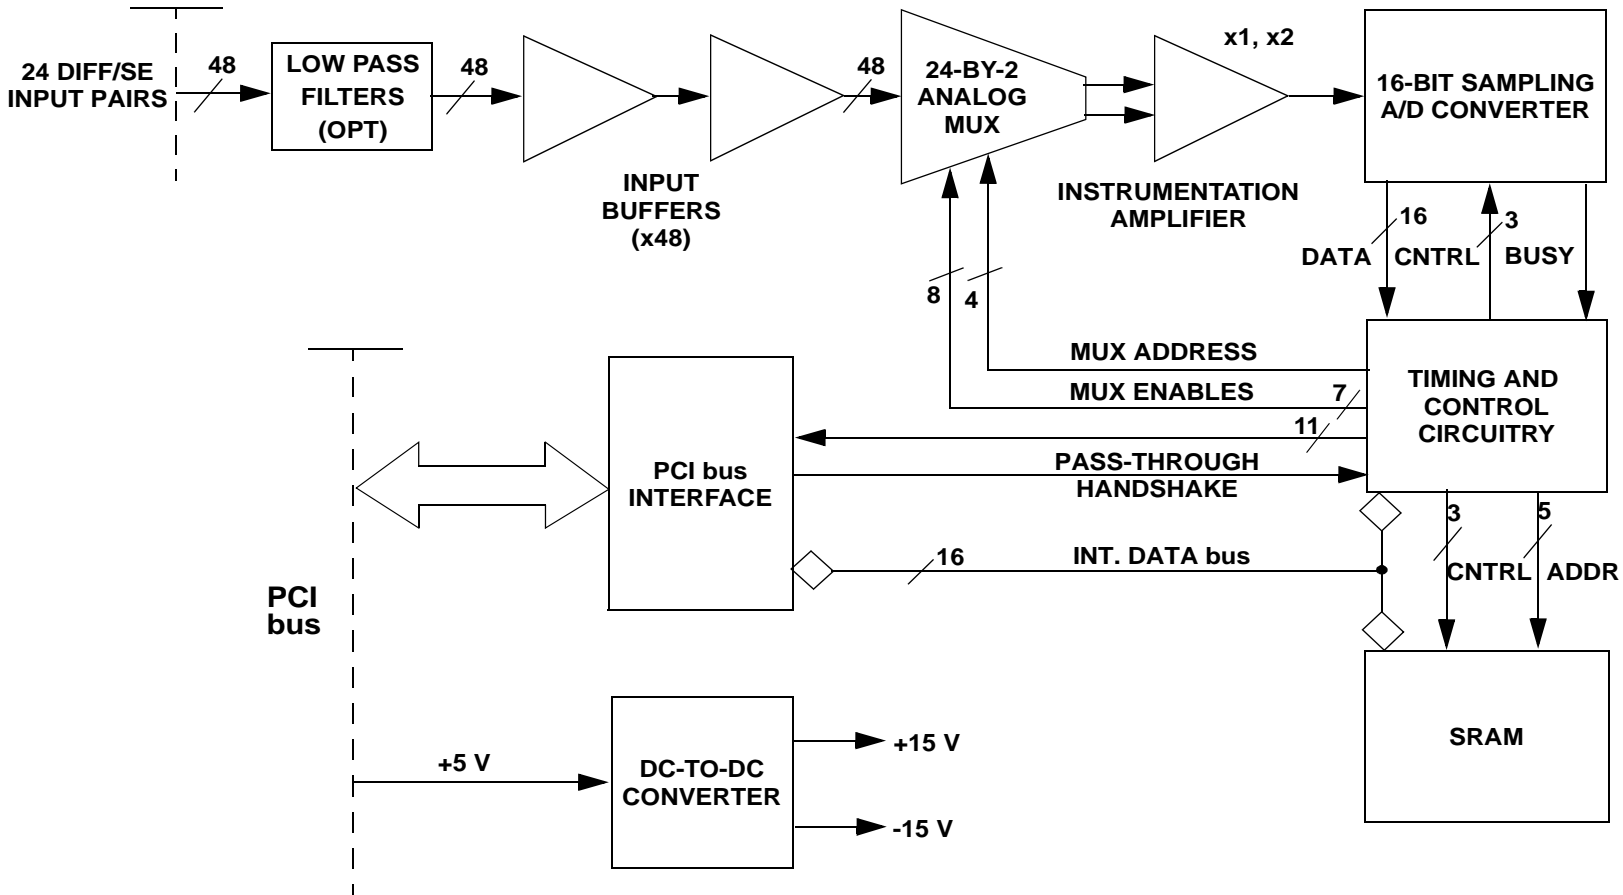 24 DIFF/SE
INPUT PAIRS
48
LOW PASS
FILTERS
(OPT)
48
INPUT
BUFFERS
(x48)
48
24-BY-2
ANALOG
MUX
x1, x2
INSTRUMENTATION
AMPLIFIER
16-BIT SAMPLING
A/D CONVERTER
16
DATA
3
CNTRL
BUSY
8
4
MUX ADDRESS
MUX ENABLES
7
11
TIMING AND
CONTROL
CIRCUITRY
PCI bus
INTERFACE
PASS-THROUGH
HANDSHAKE
16
INT. DATA bus
3
CNTRL
5
ADDR
PCI
bus
SRAM
+5 V
DC-TO-DC
CONVERTER
+15 V
-15 V